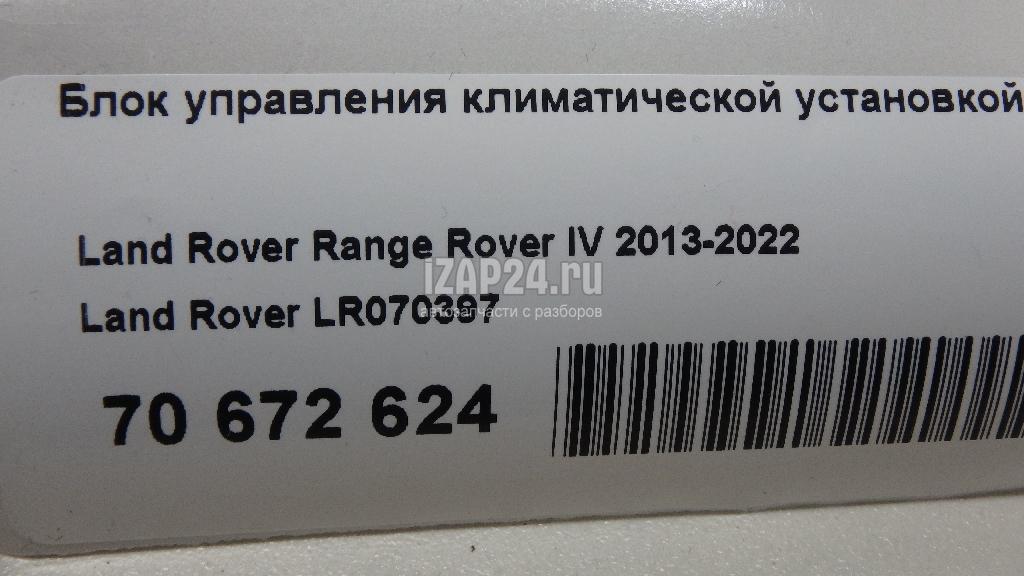 Блок управления климатической установкой
Land Rover Range Rover IV 2013-2022
iZAP24.ru
Land Rover LR070397
автозапчасти с разборов
70 672 624